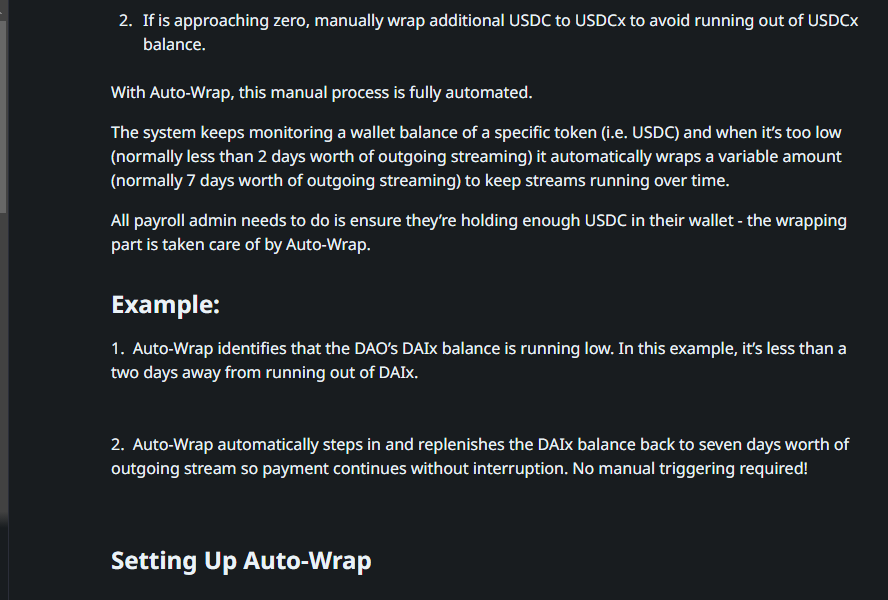 2. If is approaching zero, manually wrap additional USDC to USDCx to avoid running out of USDCx
balance.
With Auto-Wrap, this manual process is fully automated.
The system keeps monitoring a wallet balance of a specific token (i.e. USDC) and when it's too low
(normally less than 2 days worth of outgoing streaming) it automatically wraps a variable amount
(normally 7 days worth of outgoing streaming) to keep streams running over time.
All payroll admin needs to do is ensure they're holding enough USDC in their wallet - the wrapping
part is taken care of by Auto-Wrap.
Example:
1. Auto-Wrap identifies that the DAO's DAIx balance is running low. In this example, it's less than a
two days away from running out of DAIx.
2. Auto-Wrap automatically steps in and replenishes the DAIx balance back to seven days worth of
outgoing stream so payment continues without interruption. No manual triggering required!
Setting Up Auto-Wrap